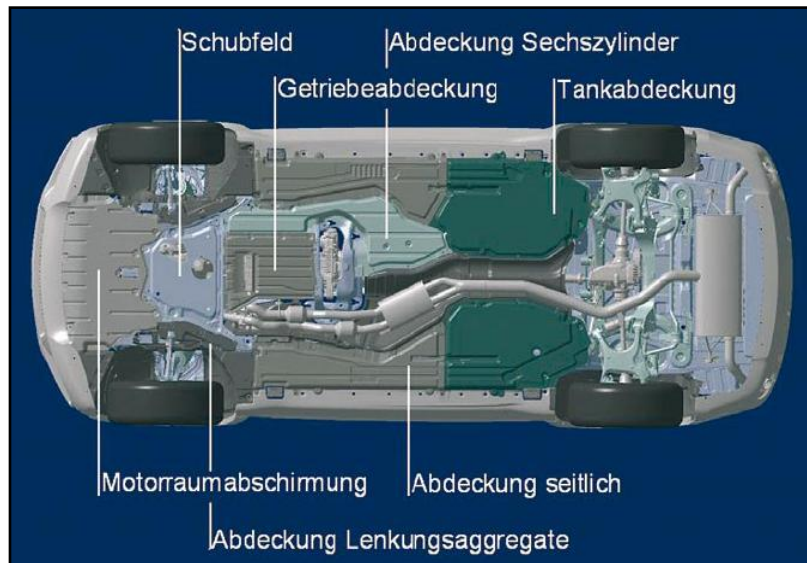 Schubfeld
Abdeckung Sechszylinder
Getriebeabdeckung
Tankabdeckung
Motorraumabschirmung
Abdeckung seitlich
Abdeckung Lenkungsaggregate